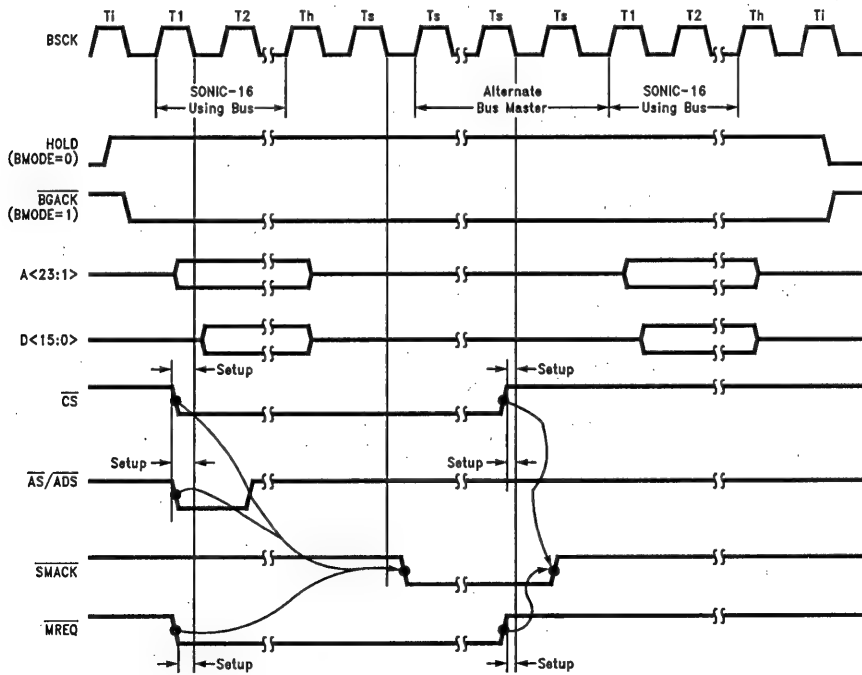 Ti T1 T2 Th Ts Ts Ts Ts T1 T2 Th Ti
BSCK
SONIC-16
Using Bus
Alternate
Bus Master
SONIC-16
Using Bus
HOLD
(BMODE=0)
BGACK
(BMODE=1)
A<23:1>
D<15:0>
Setup Setup
CS
Setup Setup
AS/ADS
SMACK
MREQ
Setup Setup